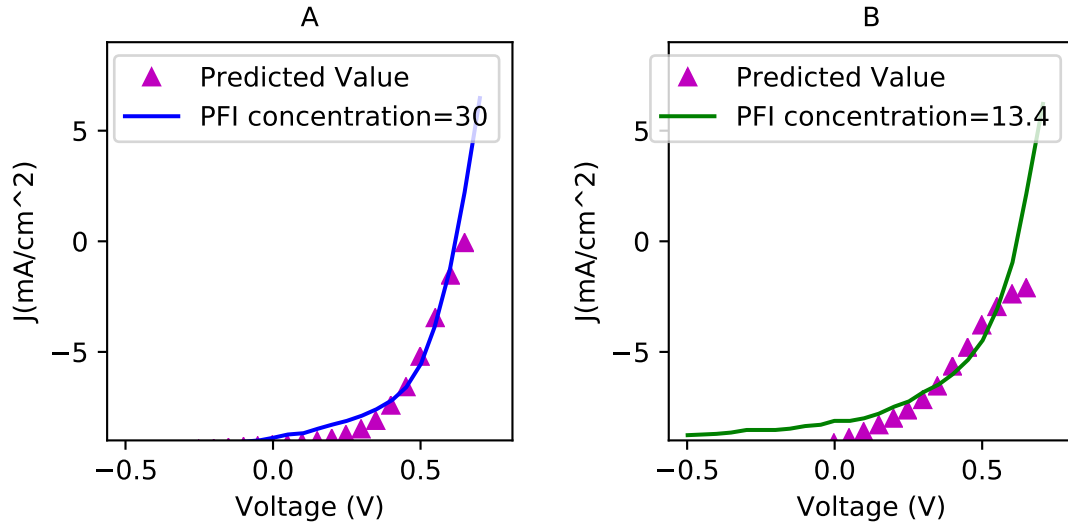 A
Predicted Value
PFI concentration=30
5
0
−5
J(mA/cm^2)
−0.5
0.0
0.5
Voltage (V)
B
Predicted Value
PFI concentration=13.4
5
0
−5
J(mA/cm^2)
−0.5
0.0
0.5
Voltage (V)